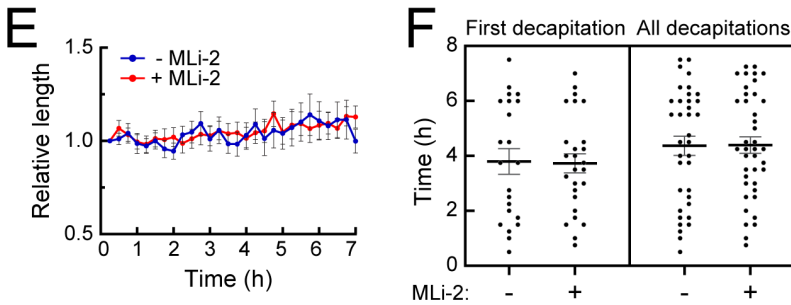 E
1.5
1.0
0.5
Relative length
- MLi-2
+ MLi-2
0 1 2 3 4 5 6 7
Time (h)
F
First decapitation All decapitations
8
6
4
2
0
Time (h)
MLi-2: - + - +